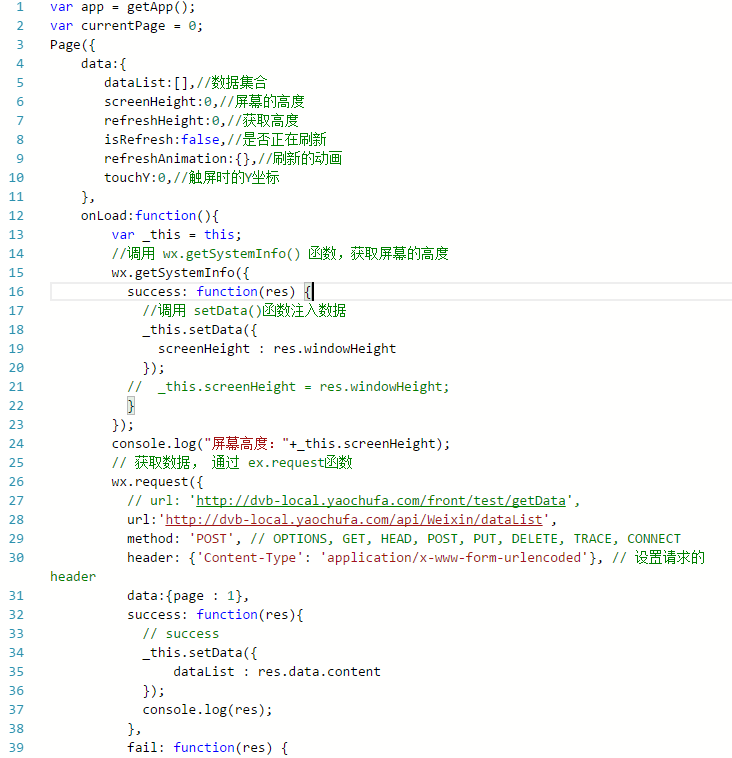 1 var app = getApp();
2 var currentPage = 0;
3 Page({
4     data:{
5        dataList:[],//数据集合
6        screenHeight:0,//屏幕的高度
7        refreshHeight:0,//获取高度
8        isRefresh:false,//是否正在刷新
9        refreshAnimation:{},//刷新的动画
10        touchY:0,//触屏时的Y坐标
11     },
12     onLoad:function(){
13         var _this = this;
14         //调用 wx.getSystemInfo() 函数，获取屏幕的高度
15         wx.getSystemInfo({
16           success: function(res) {
17             //调用 setData()函数注入数据
18             _this.setData({
19               screenHeight : res.windowHeight
20             });
21           //  _this.screenHeight = res.windowHeight;
22           }
23         });
24         console.log("屏幕高度："+_this.screenHeight);
25         // 获取数据， 通过 ex.request函数
26         wx.request({
27           // url: 'http://dvb-local.yaochufa.com/front/test/getData',
28           url:'http://dvb-local.yaochufa.com/api/Weixin/dataList',
29           method: 'POST', // OPTIONS, GET, HEAD, POST, PUT, DELETE, TRACE, CONNECT
30           header: {'Content-Type': 'application/x-www-form-urlencoded'}, // 设置请求的
header
31           data:{page : 1},
32           success: function(res){
33             // success
34             _this.setData({
35                 dataList : res.data.content
36             });
37             console.log(res);
38           },
39           fail: function(res) {